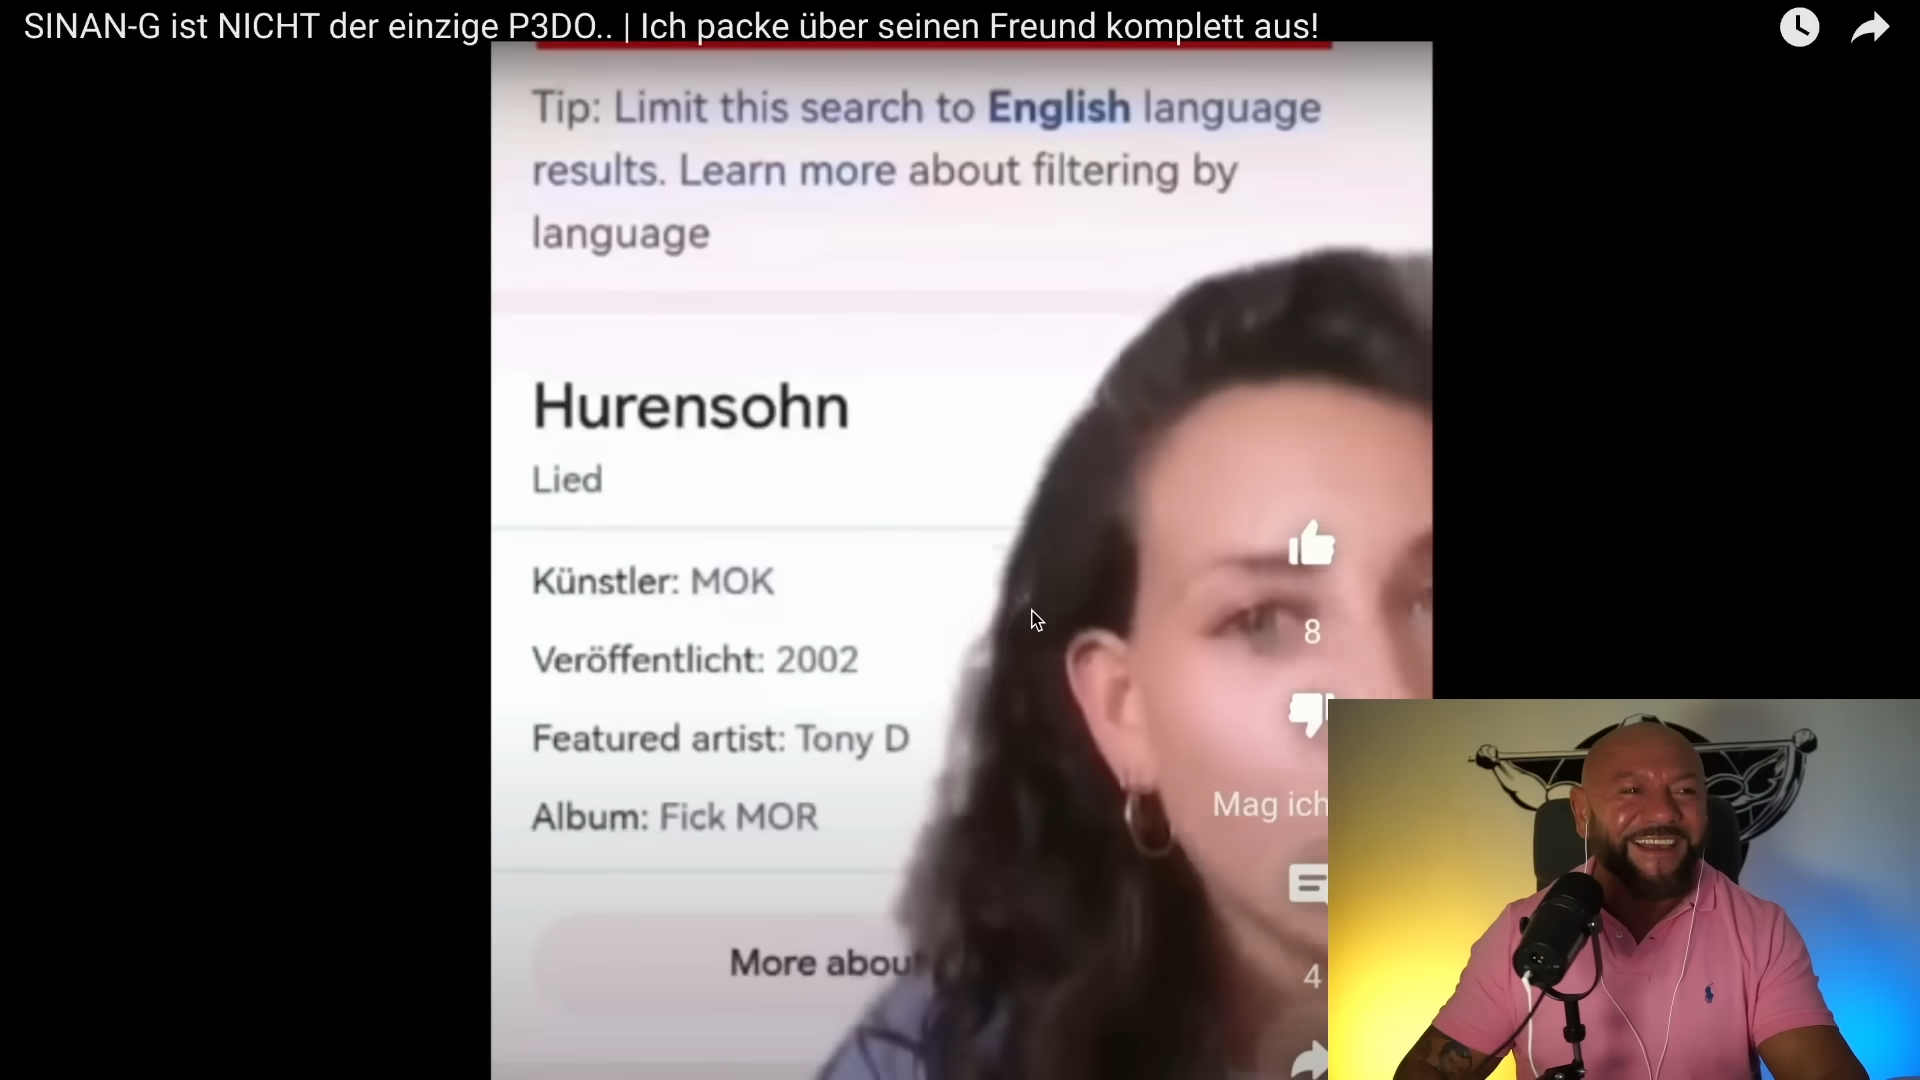 SINAN-G ist NICHT der einzige P3DO.. | Ich packe über seinen Freund komplett aus!
Tip: Limit this search to English language
results. Learn more about filtering by
language
Hurensohn
Lied
Künstler: MOK
Veröffentlicht: 2002
Featured artist: Tony D
Album: Fick MOR
More about
8
Mag ich
4